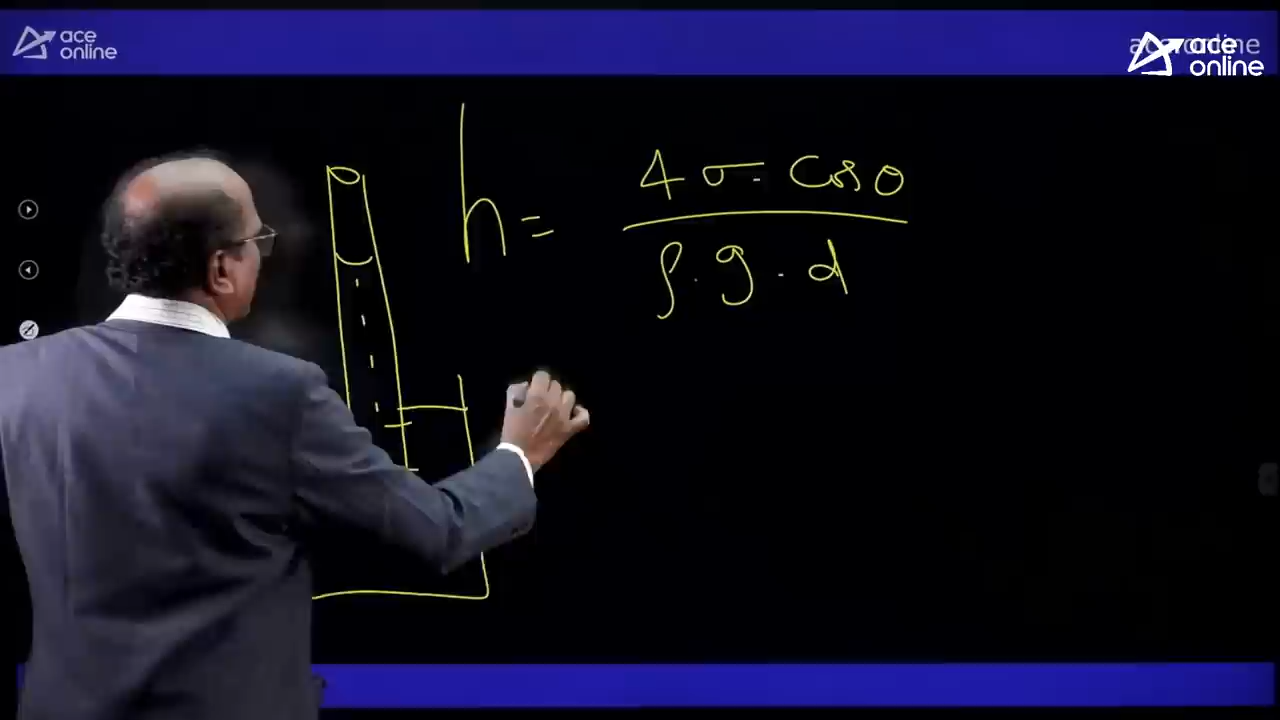 ace
online
ace
online
h = 4 σ cos θ
ρ . g . d